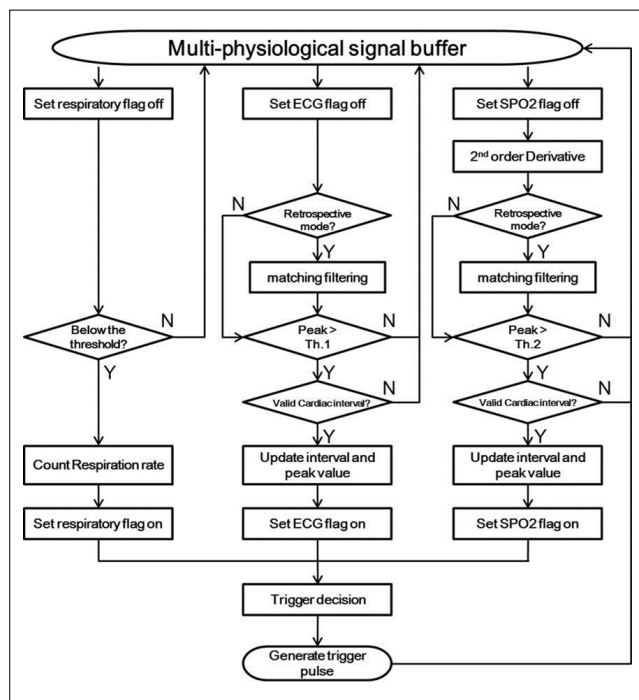 Multi-physiological signal buffer
Set respiratory flag off
Set ECG flag off
Set SPO2 flag off
2nd order Derivative
N
Retrospective
mode?
Y
N
Retrospective
mode?
Y
matching filtering
matching filtering
Below the
threshold?
N
Y
Peak >
Th.1
N
Y
Peak >
Th.2
N
Y
Valid Cardiac interval?
N
Y
Valid Cardiac interval?
N
Y
Count Respiration rate
Update interval and
peak value
Update interval and
peak value
Set respiratory flag on
Set ECG flag on
Set SPO2 flag on
Trigger decision
Generate trigger
pulse